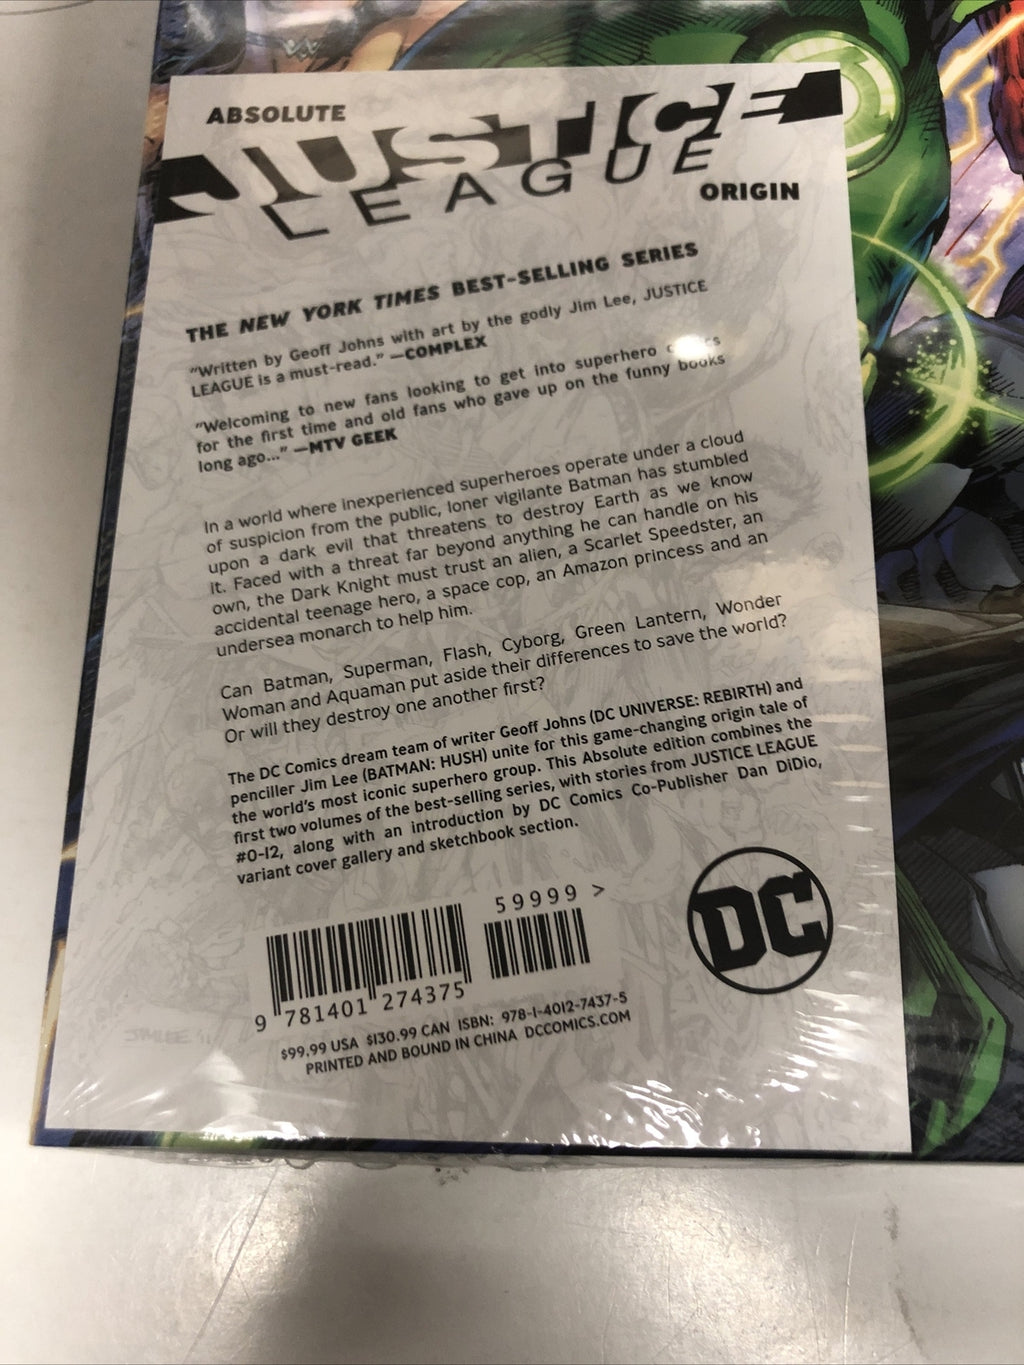 ABSOLUTE
JUSTICE
LEAGUE
ORIGIN
THE NEW YORK TIMES BEST-SELLING SERIES
"Written by Geoff Johns with art by the godly Jim Lee, JUSTICE
LEAGUE is a must-read." —COMPLEX
"Welcoming to new fans looking to get into superhero
for the first time and old fans who gave up on the funny books
long ago..." —MTV GEEK
In a world where inexperienced superheroes operate under a cloud
of suspicion from the public, loner vigilante Batman has stumbled
upon a dark evil that threatens to destroy Earth as we know
it. Faced with a threat far beyond anything he can handle on his
own, the Dark Knight must trust an alien, a Scarlet Speedster, an
accidental teenage hero, a space cop, an Amazon princess and an
undersea monarch to help him.
Can Batman, Superman, Flash, Cyborg, Green Lantern, Wonder
Woman and Aquaman put aside their differences to save the world?
Or will they destroy one another first?
The DC Comics dream team of writer Geoff Johns (DC UNIVERSE: REBIRTH) and
penciller Jim Lee (BATMAN: HUSH) unite for this game-changing origin tale of
the world's most iconic superhero group. This Absolute edition combines the
first two volumes of the best-selling series, with stories from JUSTICE LEAGUE
#0-12, along with an introduction by DC Comics Co-Publisher Dan DiDio,
variant cover gallery and sketchbook section.
59999 >
9 781401 274375
DC
$99.99 USA $130.99 CAN ISBN: 978-1-4012-7437-5
PRINTED AND BOUND IN CHINA DCCOMICS.COM